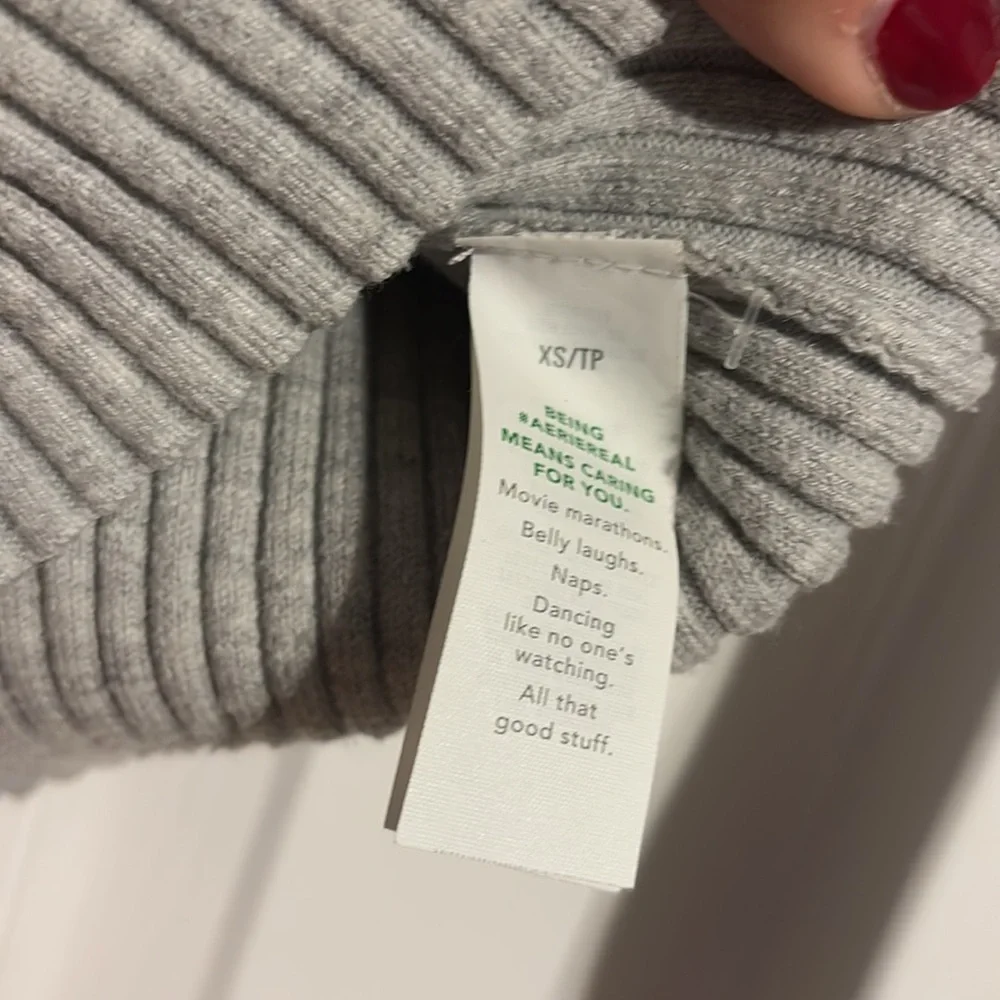 XS/TP
BEING
#AERIEREAL
MEANS CARING
FOR YOU.
Movie marathons.
Belly laughs.
Naps.
Dancing
like no one's
watching.
All that
good stuff.